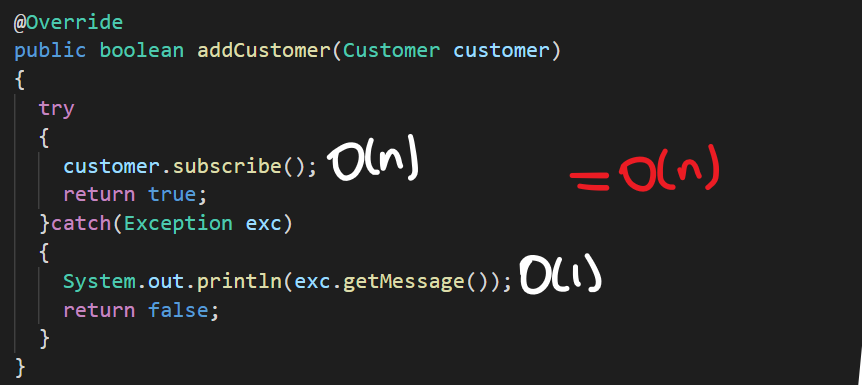 @Override
public boolean addCustomer(Customer customer)
{
try
{
customer.subscribe(); O(n)
= O(n)
return true;
}catch(Exception exc)
{
System.out.println(exc.getMessage()); O(1)
return false;
}
}